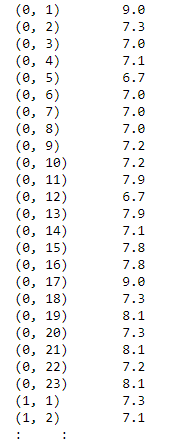 (0, 1) 9.0
(0, 2) 7.3
(0, 3) 7.0
(0, 4) 7.1
(0, 5) 6.7
(0, 6) 7.0
(0, 7) 7.0
(0, 8) 7.0
(0, 9) 7.2
(0, 10) 7.2
(0, 11) 7.9
(0, 12) 6.7
(0, 13) 7.9
(0, 14) 7.1
(0, 15) 7.8
(0, 16) 7.8
(0, 17) 9.0
(0, 18) 7.3
(0, 19) 8.1
(0, 20) 7.3
(0, 21) 8.1
(0, 22) 7.2
(0, 23) 8.1
(1, 1) 7.3
(1, 2) 7.1
: :